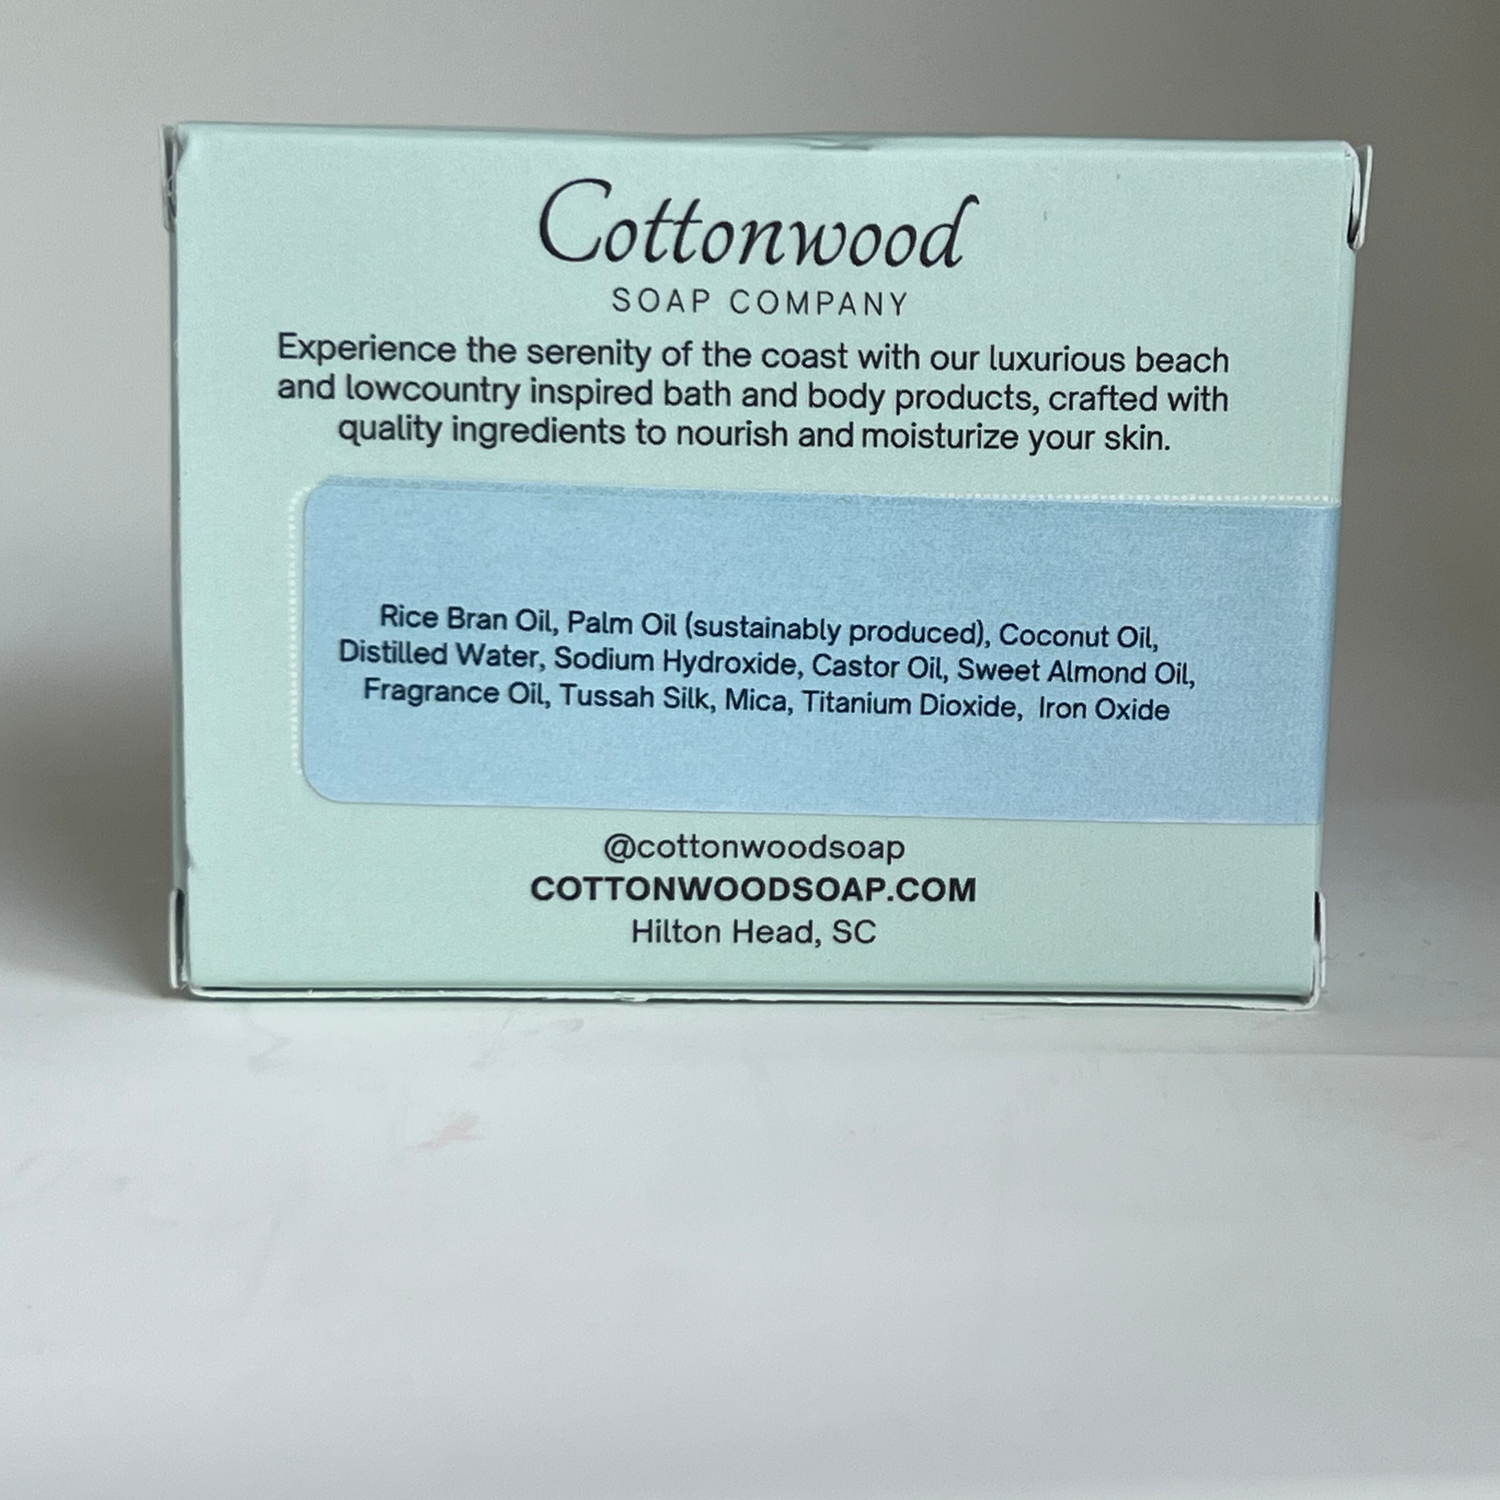 Cottonwood
SOAP COMPANY
Experience the serenity of the coast with our luxurious beach
and lowcountry inspired bath and body products, crafted with
quality ingredients to nourish and moisturize your skin.
Rice Bran Oil, Palm Oil (sustainably produced), Coconut Oil,
Distilled Water, Sodium Hydroxide, Castor Oil, Sweet Almond Oil,
Fragrance Oil, Tussah Silk, Mica, Titanium Dioxide, Iron Oxide
@cottonwoodsoap
COTTONWOODSOAP.COM
Hilton Head, SC